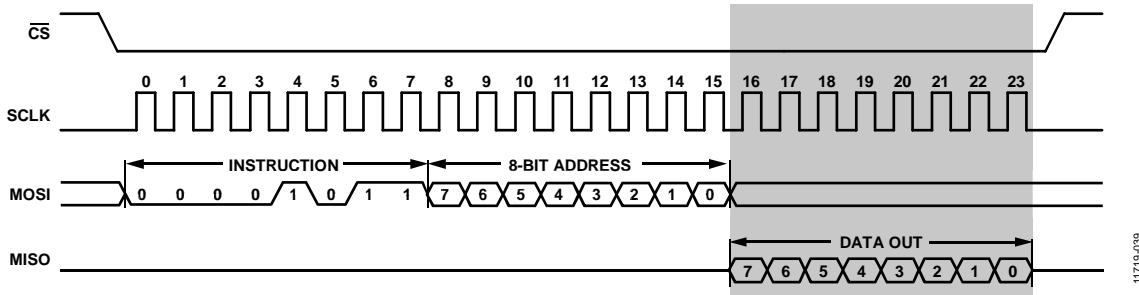 CS
0 1 2 3 4 5 6 7 8 9 10 11 12 13 14 15 16 17 18 19 20 21 22 23
SCLK
INSTRUCTION 8-BIT ADDRESS
MOSI 0 0 0 0 1 0 1 1 7 6 5 4 3 2 1 0
DATA OUT
MISO 7 6 5 4 3 2 1 0
11719-039